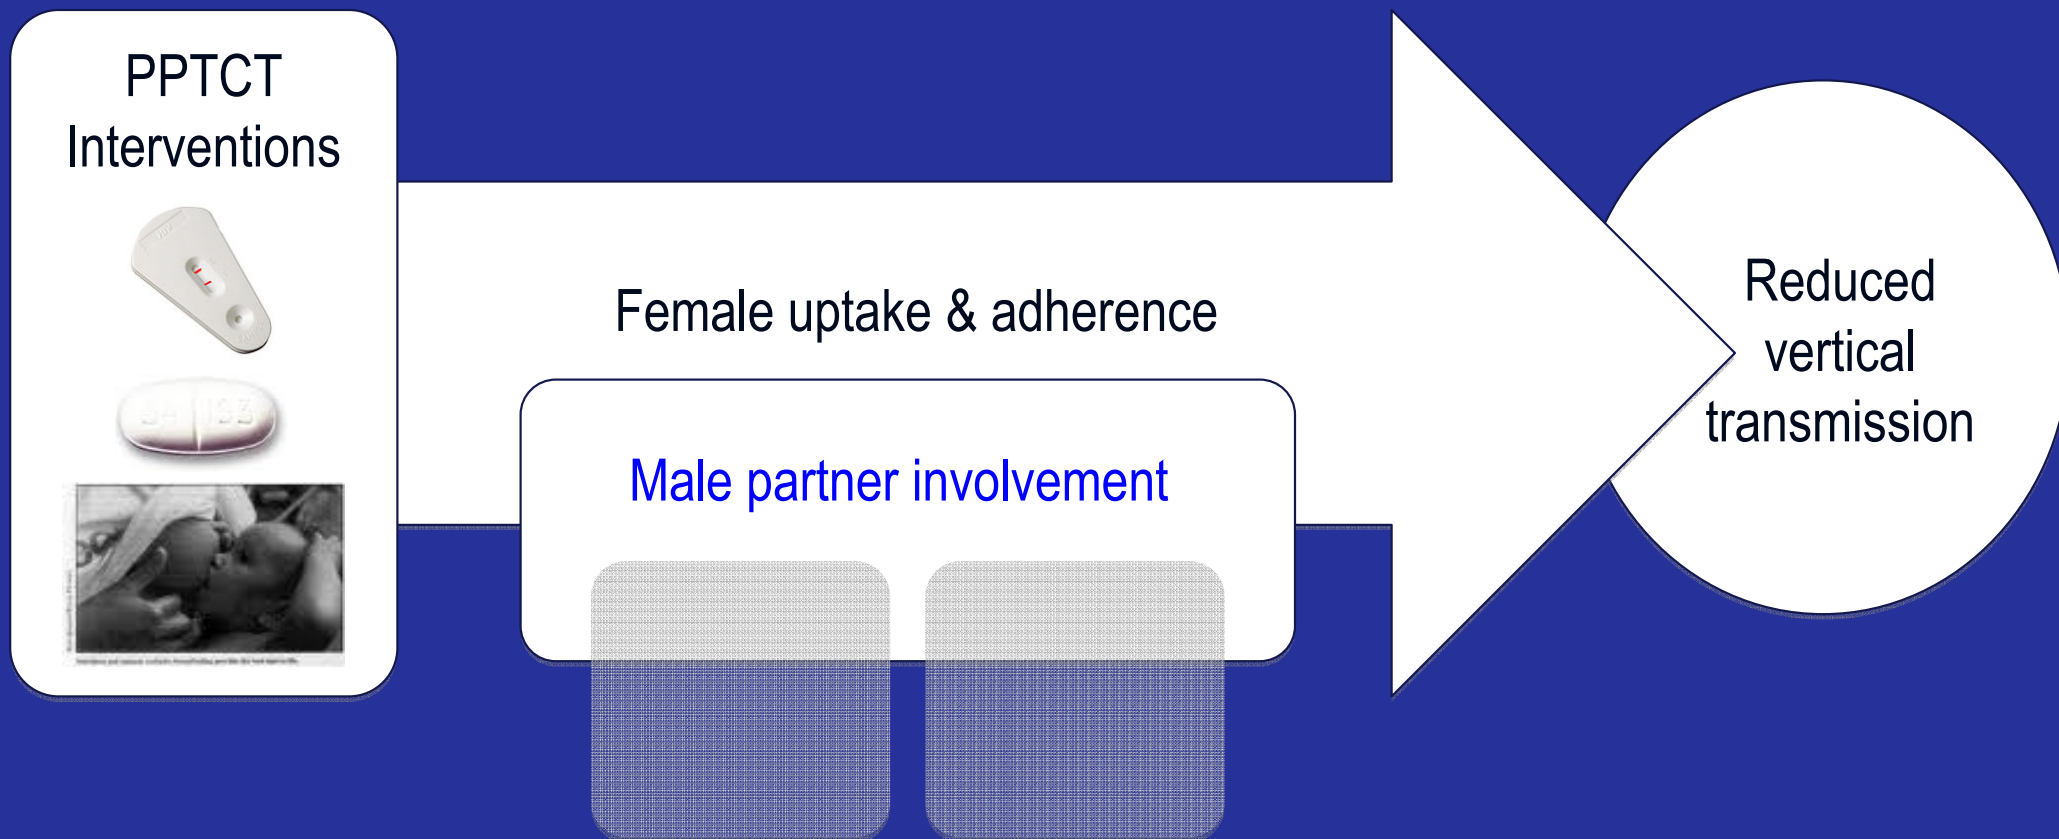 PPTCT
Interventions
Female uptake & adherence
Male partner involvement
Reduced
vertical
transmission